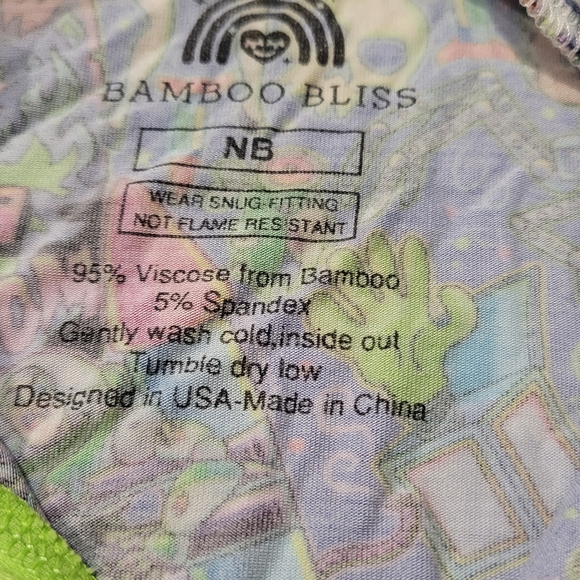 BAMBOO BLISS
NB
WEAR SNUG-FITTING
NOT FLAME RESISTANT
95% Viscose from Bamboo
5% Spandex
Gently wash cold,inside out
Tumble dry low
Designed in USA-Made in China